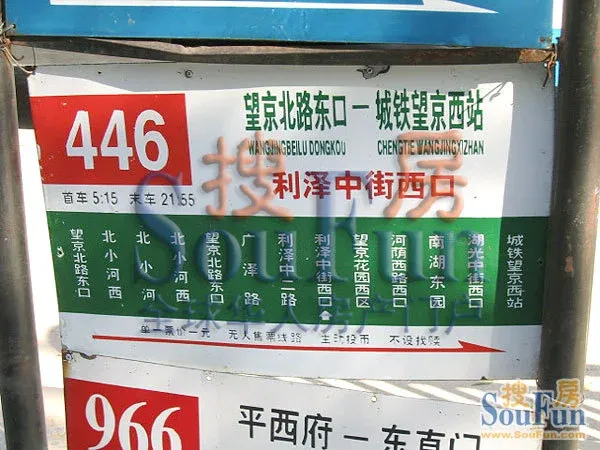 446
望京北路东口一城铁望京西站
WANGJINGBEILU DONGKOU CHENGTIE WANGJINGXIZHAN
利泽中街西口
首车 5:15 末车 21:55
望京北路东口
北小河西
北小河
北小河西
望京北路东口
广泽路
利泽中二路
利泽中街西口
望京花园西区
河荫西路西口
南湖东园
湖光中街西口
城铁望京西站
单一票价一元 无人售票线路 主动投币 不设找赎
搜房
SouFun
全球华人房产门户
966
平西府一东直门
搜房
SouFun
www.SouFun.com